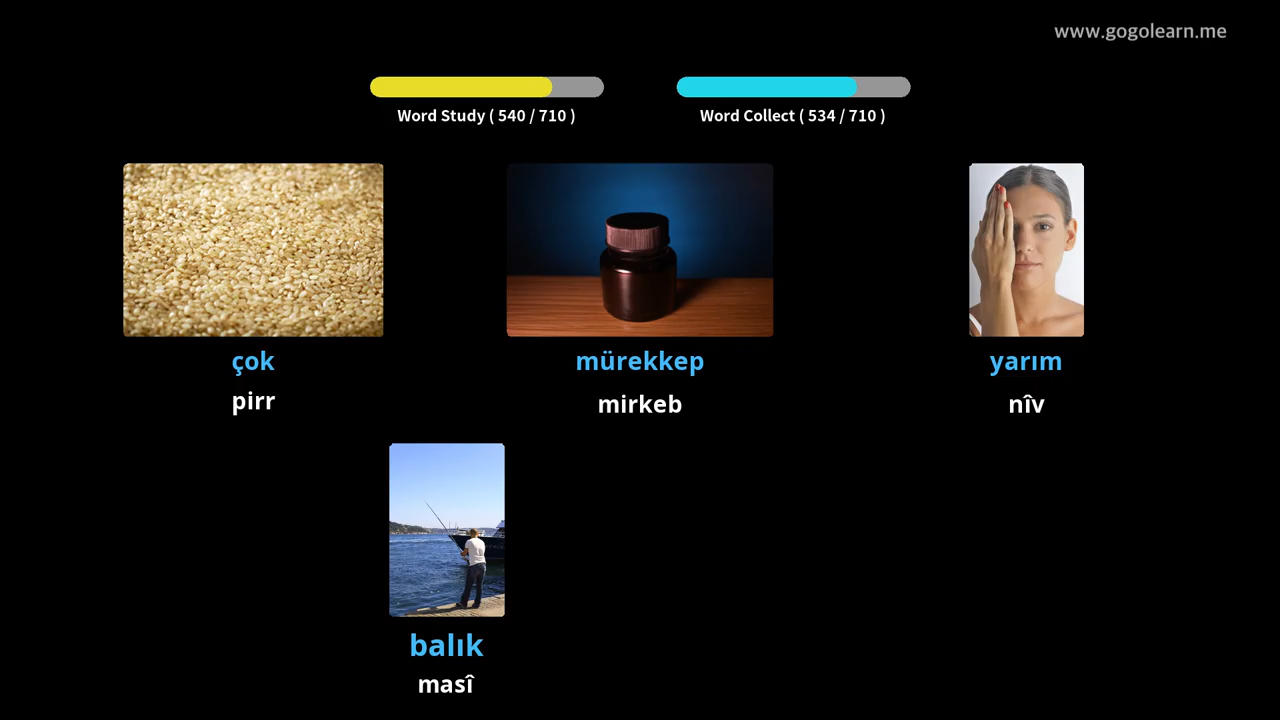 www.gogolearn.me
Word Study ( 540 / 710 )
Word Collect ( 534 / 710 )
çok
mürekkep
yarım
pirr
mirkeb
nîv
balık
masî